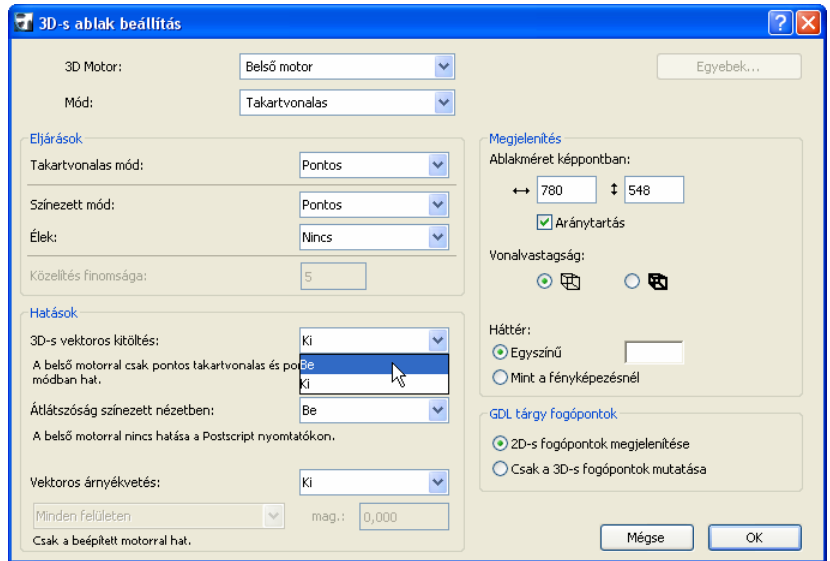 3D-s ablak beállítás
3D Motor:
Belső motor
Egyebek...
Mód:
Takartvonalas
Eljárások
Takartvonalas mód:
Pontos
Színezett mód:
Pontos
Élek:
Nincs
Közelítés finomsága:
5
Hatások
3D-s vektoros kitöltés:
Ki
Be
Ki
A belső motorral csak pontos takartvonalas és po
módban hat.
Átlátszóság színezett nézetben:
Be
A belső motorral nincs hatása a Postscript nyomtatókon.
Vektoros árnyékvetés:
Ki
Minden felületen
mag.:
0,000
Csak a beépített motorral hat.
Megjelenítés
Ablakméret képpontban:
780
548
Aránytartás
Vonalvastagság:
Háttér:
Egyszínű
Mint a fényképezésnél
GDL tárgy fogópontok
2D-s fogópontok megjelenítése
Csak a 3D-s fogópontok mutatása
Mégse
OK